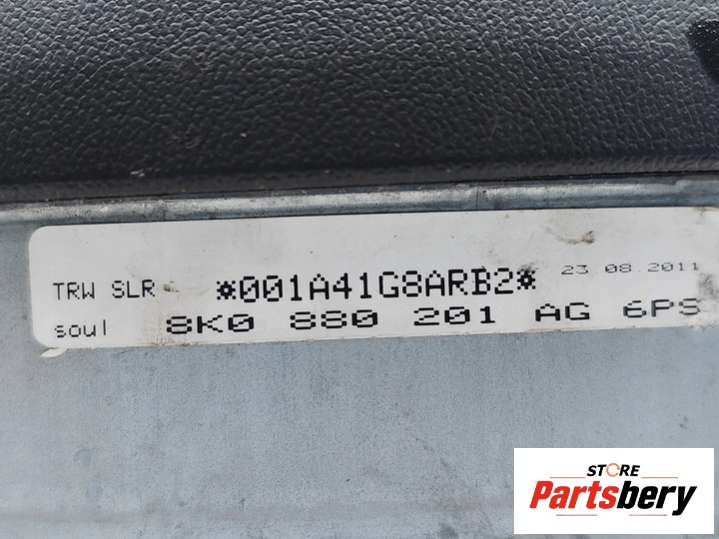 TRW SLR *001A41G8ARB2* 23 08.2011
soul 8K0 880 201 AG 6PS
STORE
Partsbery